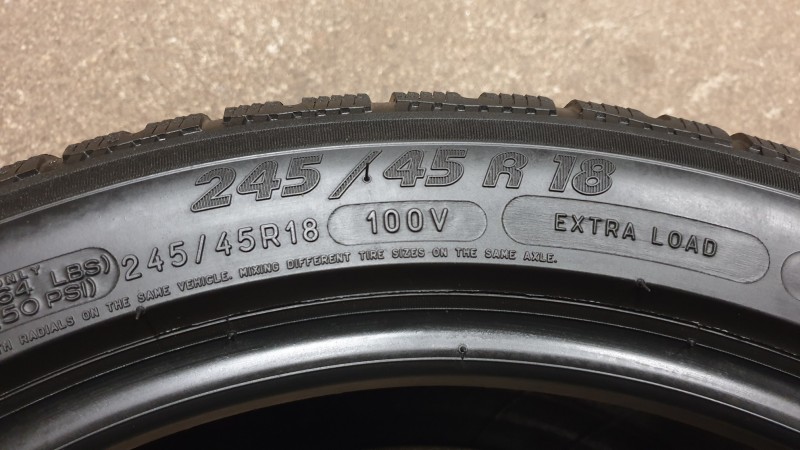 245/45 R 18
245/45R18 100V EXTRA LOAD
LBS)
50 PSI)
RADIALS ON THE SAME VEHICLE. MIXING DIFFERENT TIRE SIZES ON THE SAME AXLE.